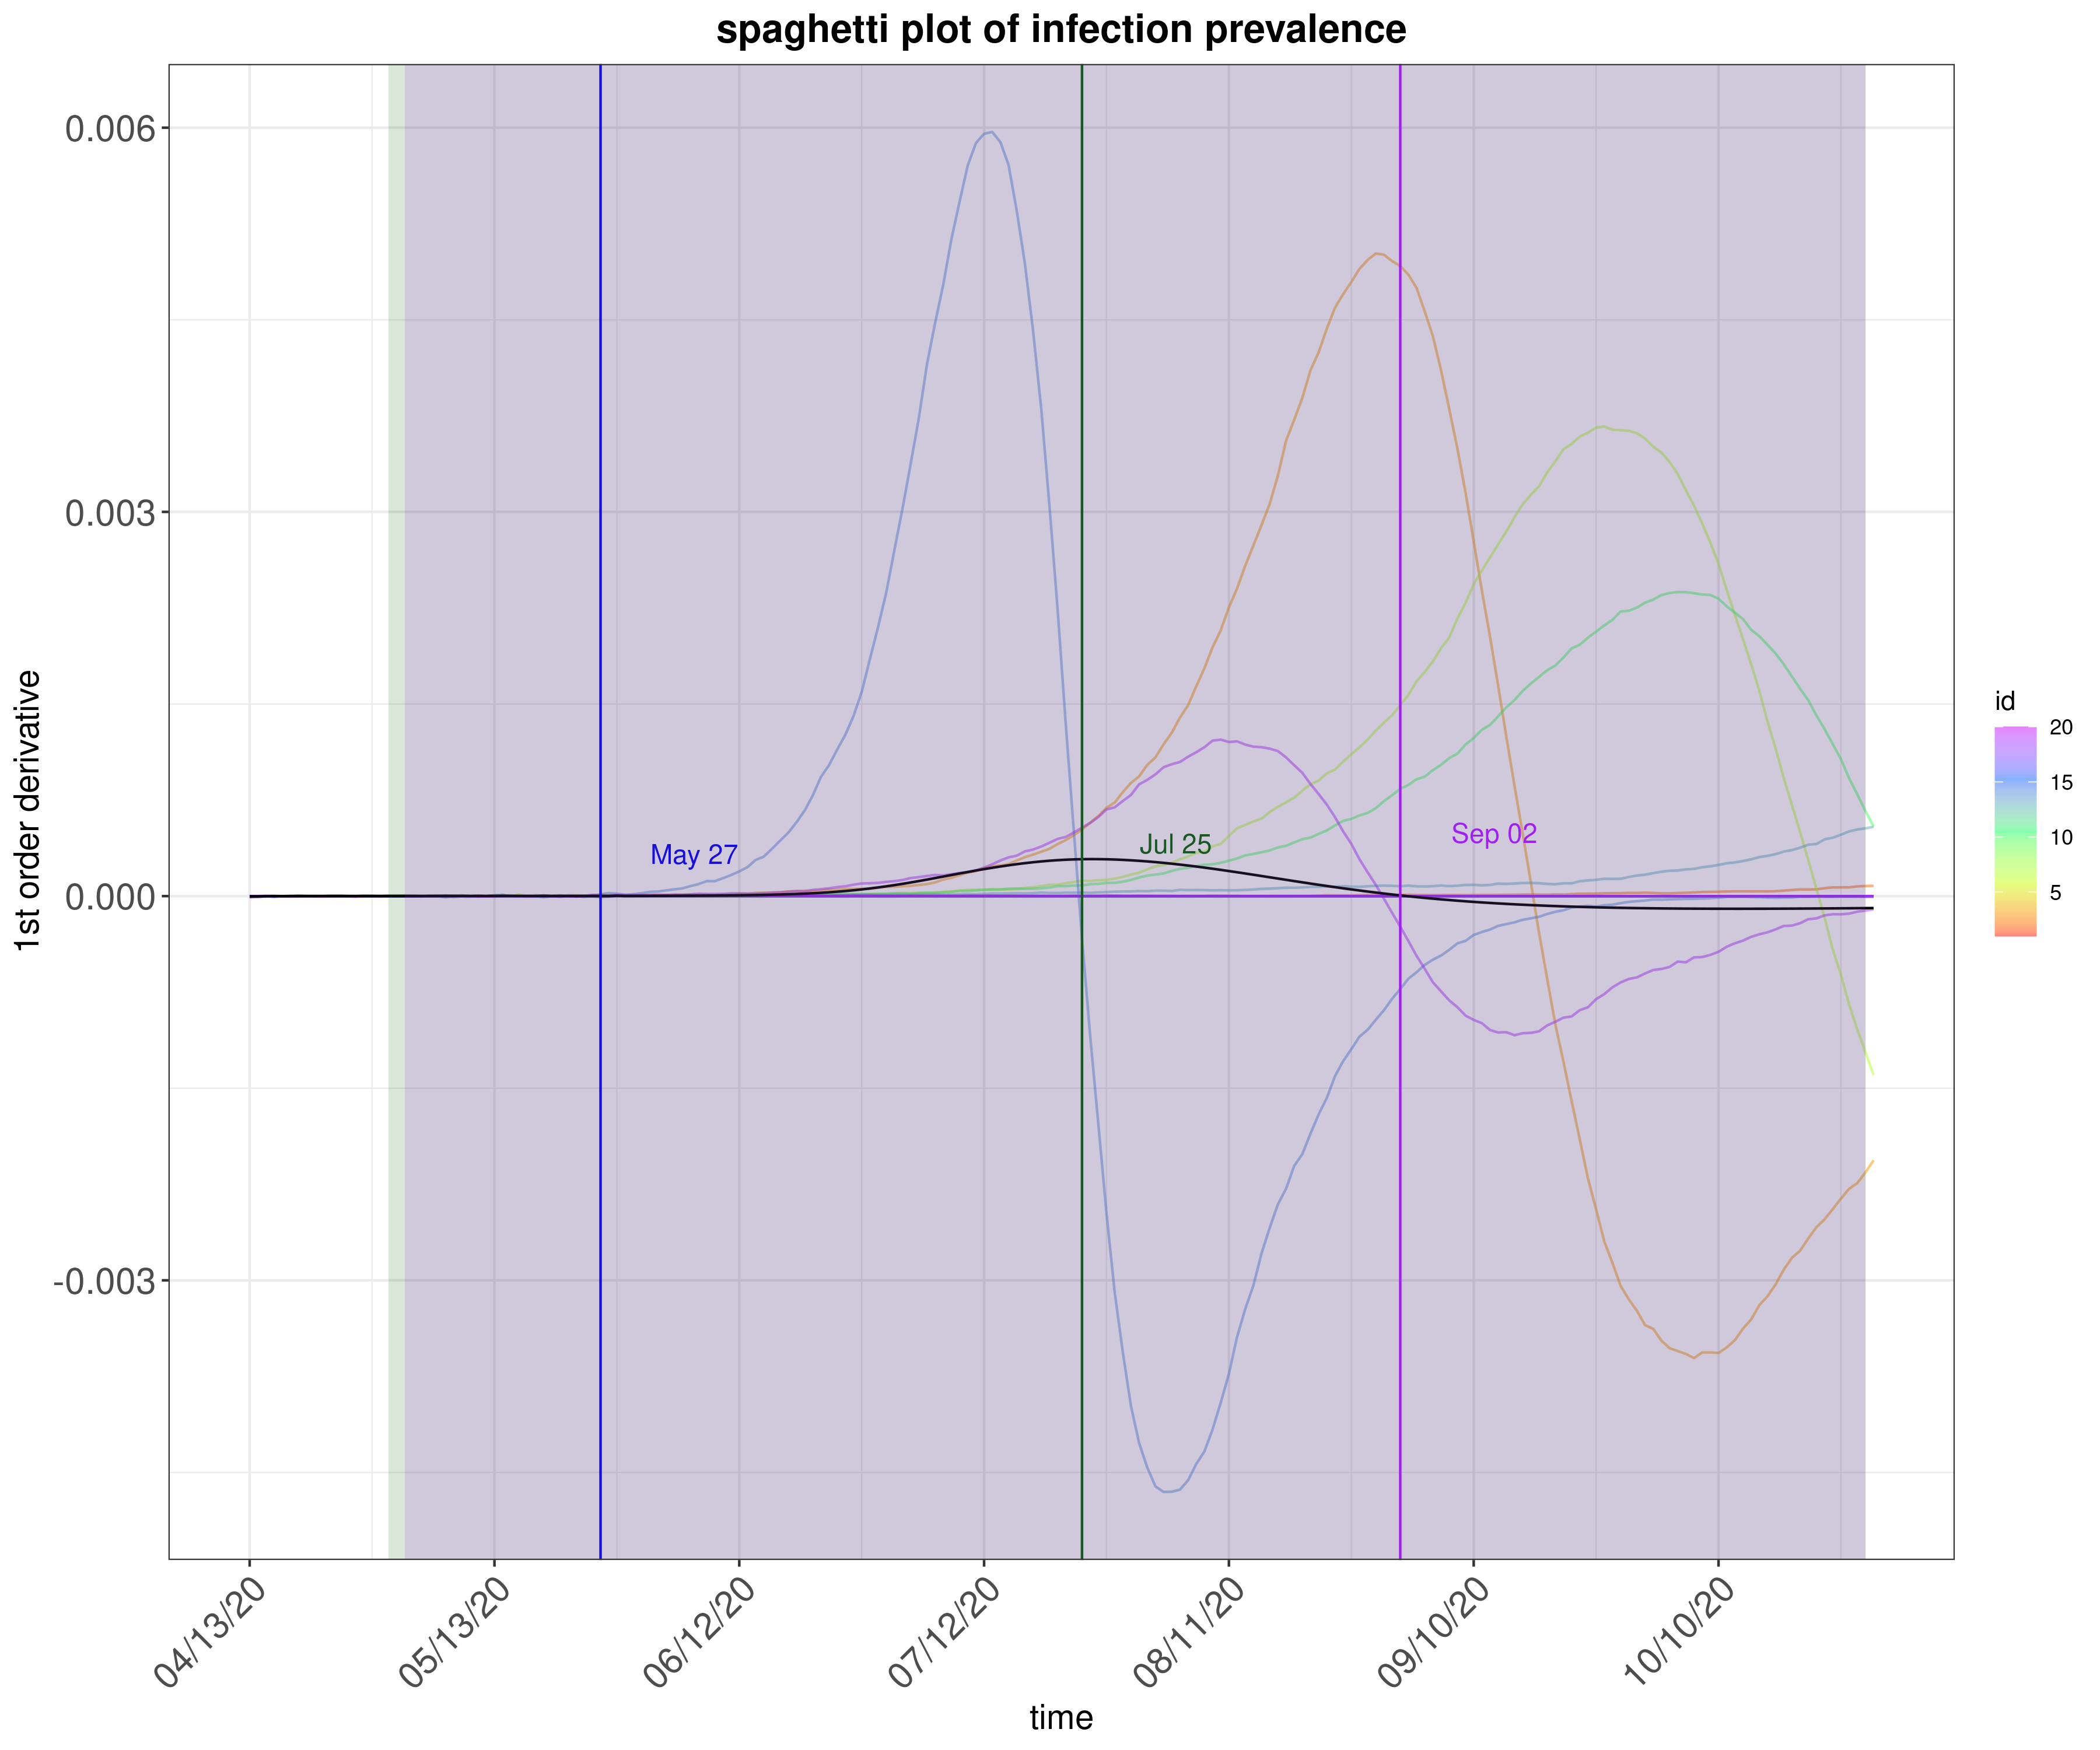 spaghetti plot of infection prevalence
1st order derivative
0.006
0.003
0.000
-0.003
May 27
Jul 25
Sep 02
id
20
15
10
5
04/13/20
05/13/20
06/12/20
07/12/20
08/11/20
09/10/20
10/10/20
time